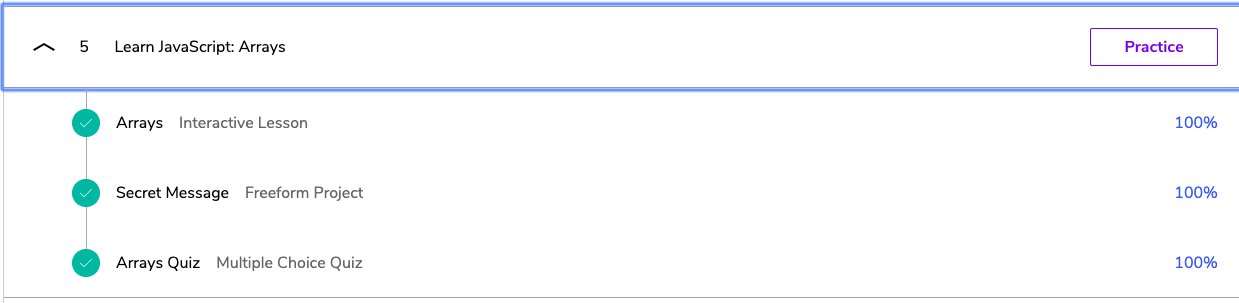 5 Learn JavaScript: Arrays Practice
Arrays Interactive Lesson 100%
Secret Message Freeform Project 100%
Arrays Quiz Multiple Choice Quiz 100%